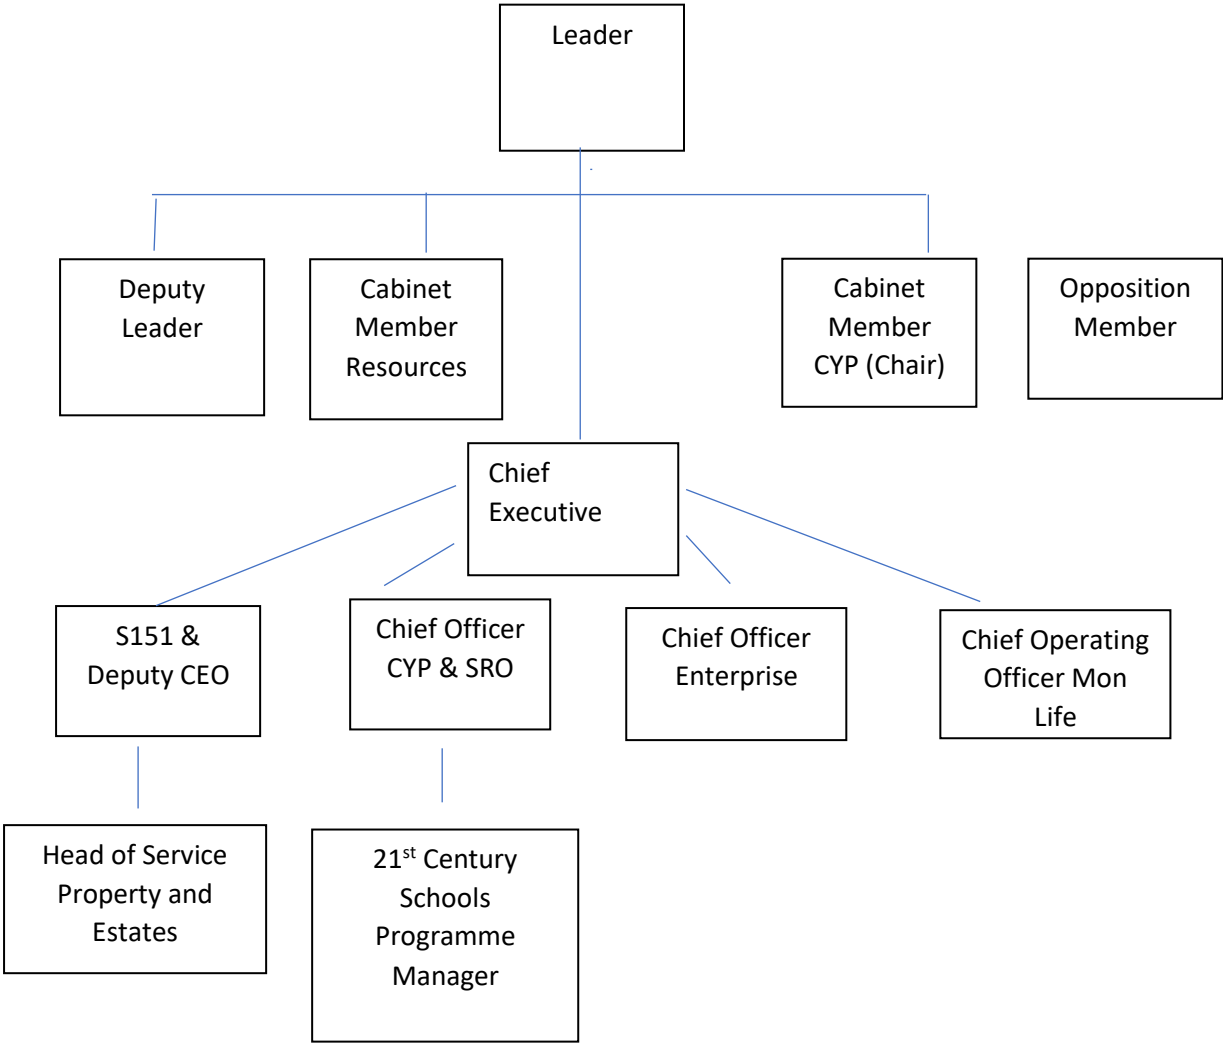 Leader
Deputy
Leader
Cabinet
Member
Resources
Cabinet
Member
CYP (Chair)
Opposition
Member
Chief
Executive
S151 &
Deputy CEO
Chief Officer
CYP & SRO
Chief Officer
Enterprise
Chief Operating
Officer Mon
Life
Head of Service
Property and
Estates
21st Century
Schools
Programme
Manager